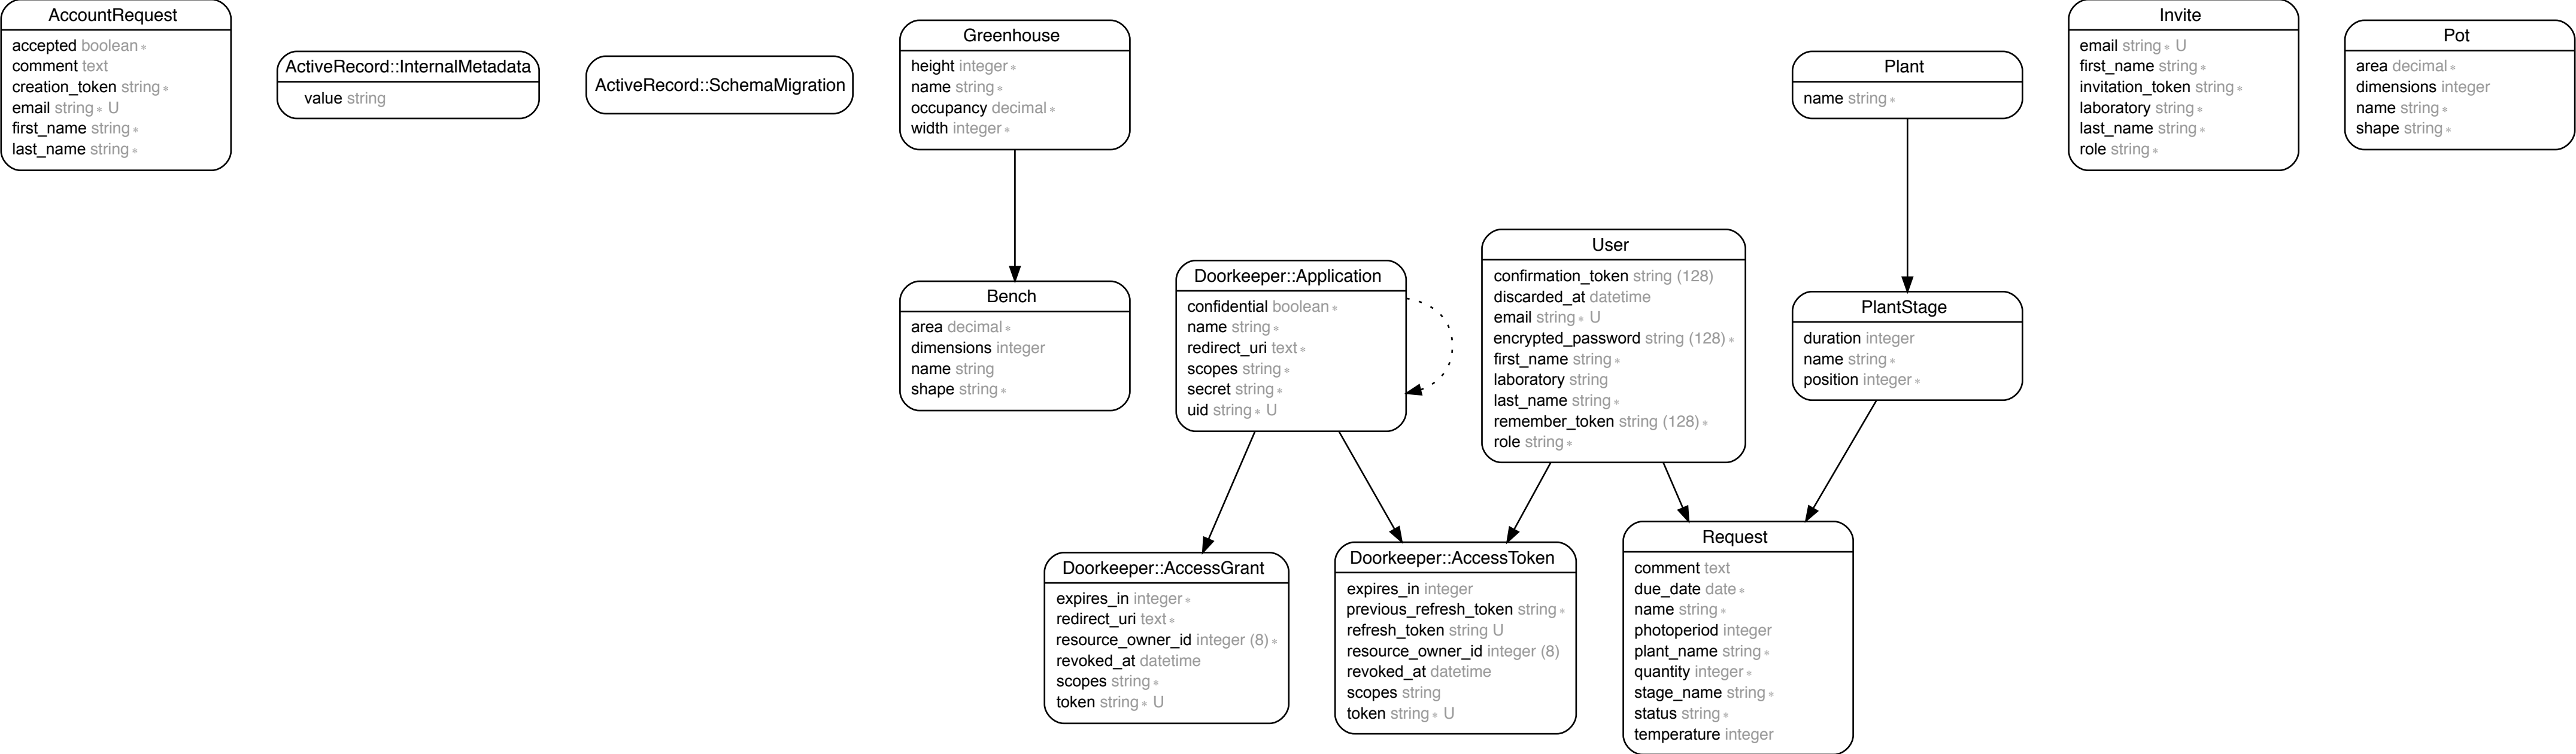 AccountRequest
accepted boolean ∗
comment text
creation_token string ∗
email string ∗ U
first_name string ∗
last_name string ∗
ActiveRecord::InternalMetadata
value string
ActiveRecord::SchemaMigration
Greenhouse
height integer ∗
name string ∗
occupancy decimal ∗
width integer ∗
Plant
name string ∗
Invite
email string ∗ U
first_name string ∗
invitation_token string ∗
laboratory string ∗
last_name string ∗
role string ∗
Pot
area decimal ∗
dimensions integer
name string ∗
shape string ∗
Bench
area decimal ∗
dimensions integer
name string
shape string ∗
Doorkeeper::Application
confidential boolean ∗
name string ∗
redirect_uri text ∗
scopes string ∗
secret string ∗
uid string ∗ U
User
confirmation_token string (128)
discarded_at datetime
email string ∗ U
encrypted_password string (128) ∗
first_name string ∗
laboratory string
last_name string ∗
remember_token string (128) ∗
role string ∗
PlantStage
duration integer
name string ∗
position integer ∗
Doorkeeper::AccessGrant
expires_in integer ∗
redirect_uri text ∗
resource_owner_id integer (8) ∗
revoked_at datetime
scopes string ∗
token string ∗ U
Doorkeeper::AccessToken
expires_in integer
previous_refresh_token string ∗
refresh_token string U
resource_owner_id integer (8)
revoked_at datetime
scopes string
token string ∗ U
Request
comment text
due_date date ∗
name string ∗
photoperiod integer
plant_name string ∗
quantity integer ∗
stage_name string ∗
status string ∗
temperature integer